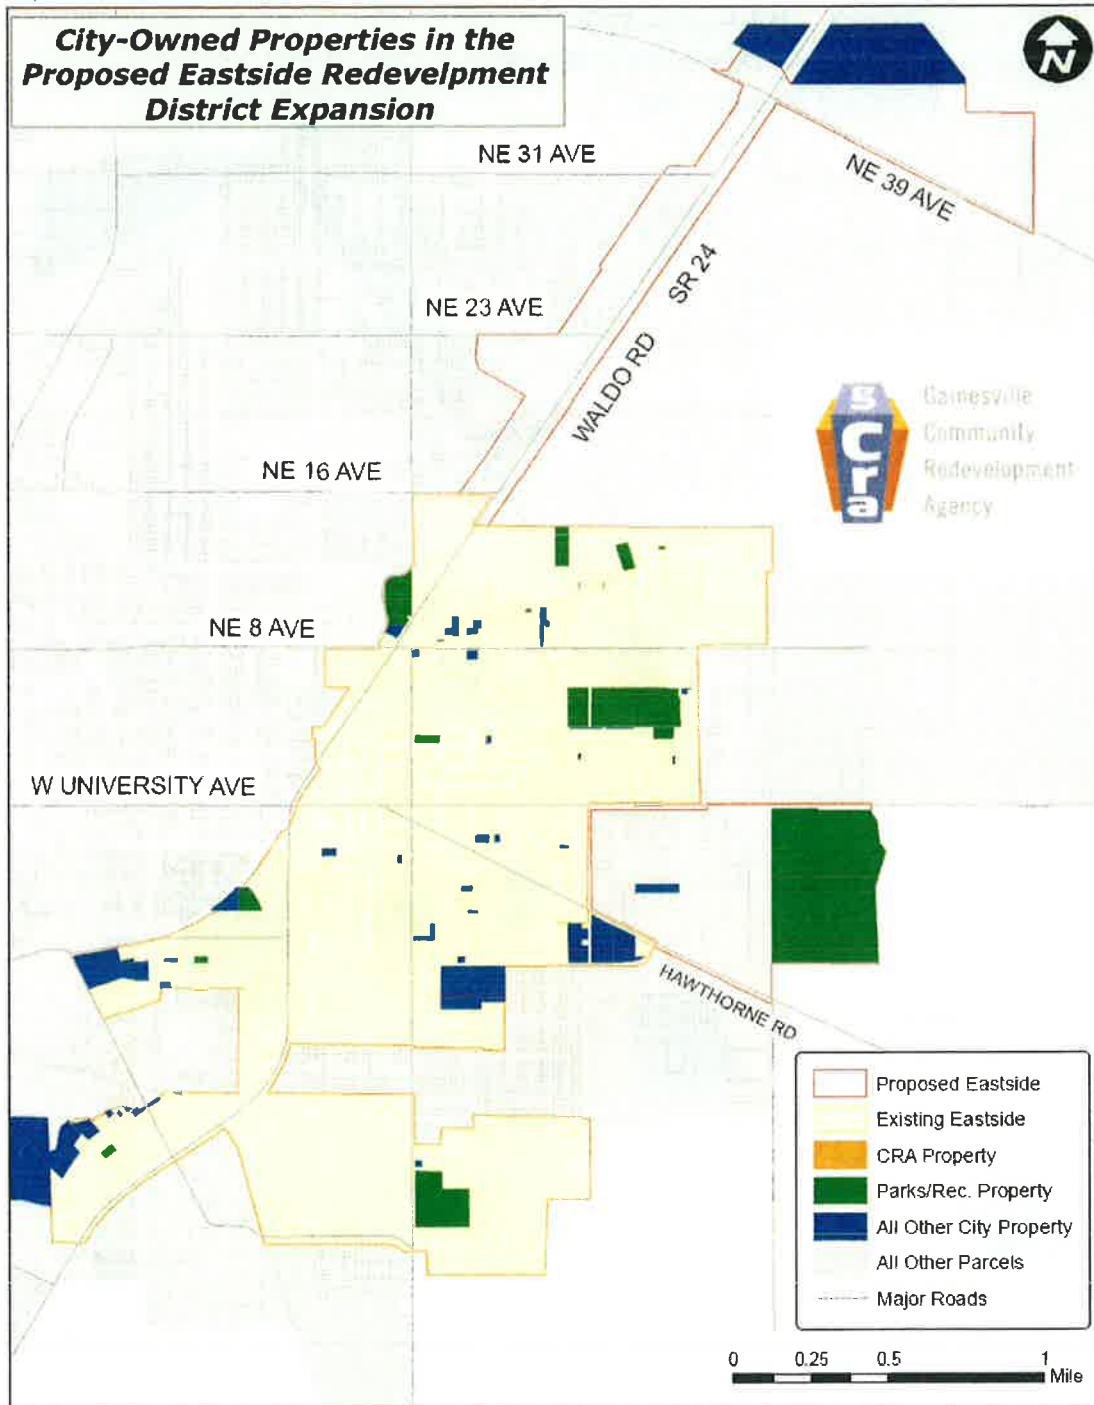 City-Owned Properties in the
Proposed Eastside Redevelpment
District Expansion
N
NE 31 AVE
NE 39 AVE
SR 24
NE 23 AVE
WALDO RD
G
C
r
a
Gainesville
Community
Redevelopment
Agency
NE 16 AVE
NE 8 AVE
W UNIVERSITY AVE
HAWTHORNE RD
Proposed Eastside
Existing Eastside
CRA Property
Parks/Rec. Property
All Other City Property
All Other Parcels
Major Roads
0 0.25 0.5 1
Mile